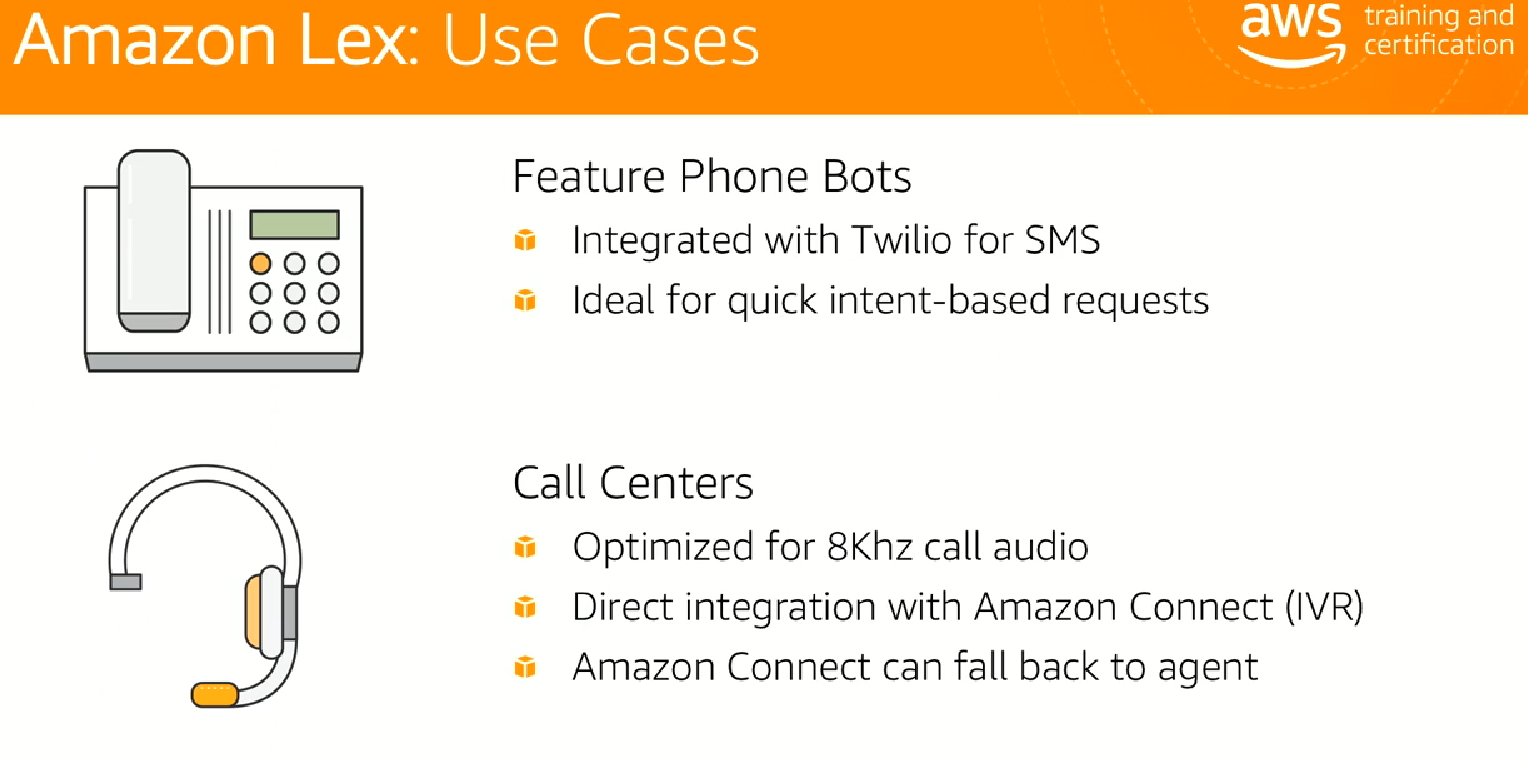 Amazon Lex: Use Cases
aws training and certification
Feature Phone Bots
Integrated with Twilio for SMS
Ideal for quick intent-based requests
Call Centers
Optimized for 8Khz call audio
Direct integration with Amazon Connect (IVR)
Amazon Connect can fall back to agent